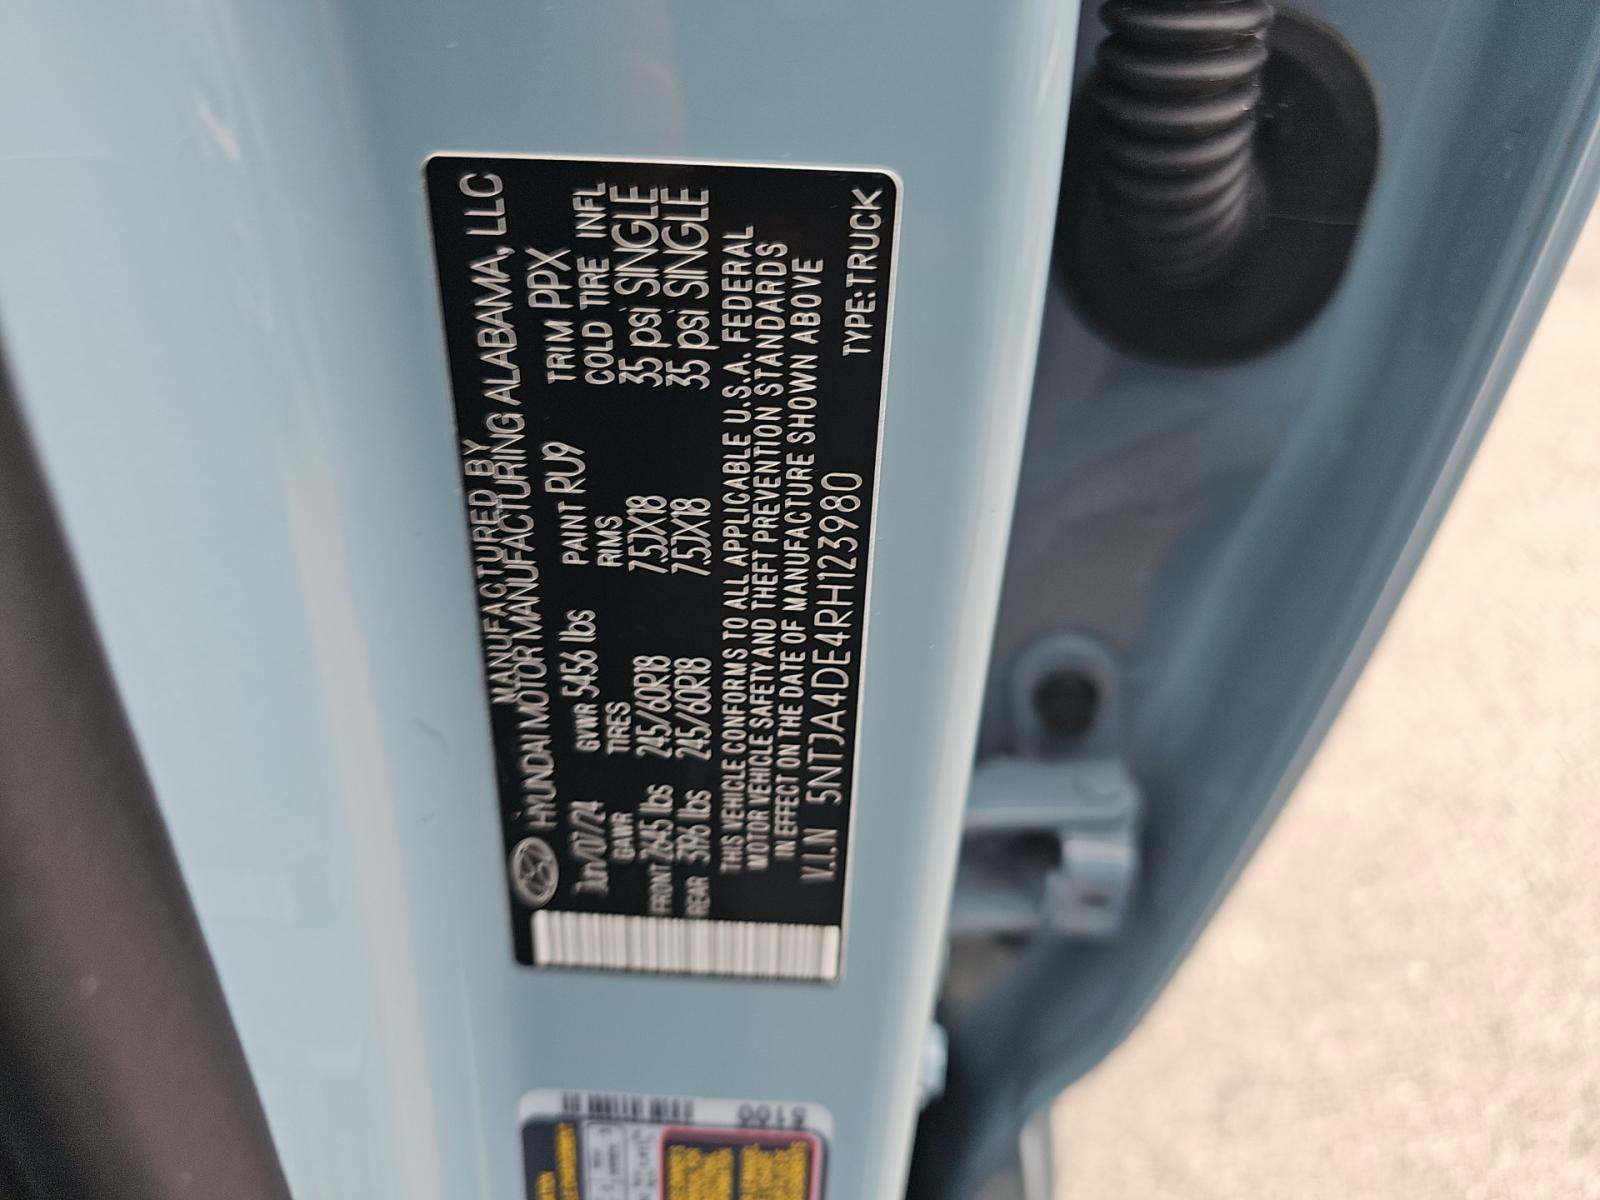 MANUFACTURED BY
HYUNDAI MOTOR MANUFACTURING ALABAMA, LLC
Jun/07/24 GVWR 5456 lbs PAINT RU9 TRIM PPX
GAWR TIRES RIMS COLD TIRE INFL
FRONT 2645 lbs 245/60R18 7.5JX18 35 psi SINGLE
REAR 3196 lbs 245/60R18 7.5JX18 35 psi SINGLE
THIS VEHICLE CONFORMS TO ALL APPLICABLE U.S.A. FEDERAL
MOTOR VEHICLE SAFETY AND THEFT PREVENTION STANDARDS
IN EFFECT ON THE DATE OF MANUFACTURE SHOWN ABOVE
V.I.N 5NTJA4DE4RH123980
TYPE:TRUCK
5100